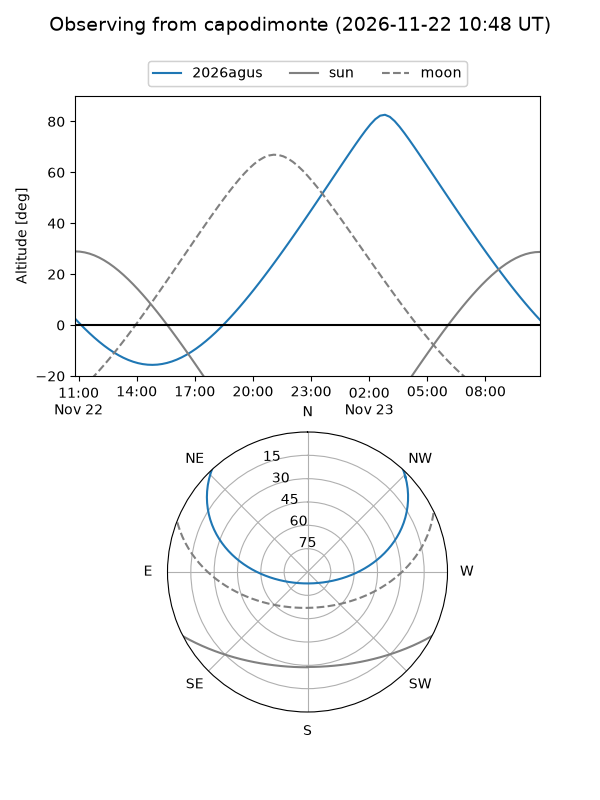 Observing from capodimonte (2026-11-22 10:48 UT)
2026agus sun moon
Altitude [deg]
80
60
40
20
0
−20
11:00 14:00 17:00 20:00 23:00 02:00 05:00 08:00
Nov 22 Nov 23
N
NE NW
15
30
45
60
75
E W
SE SW
S